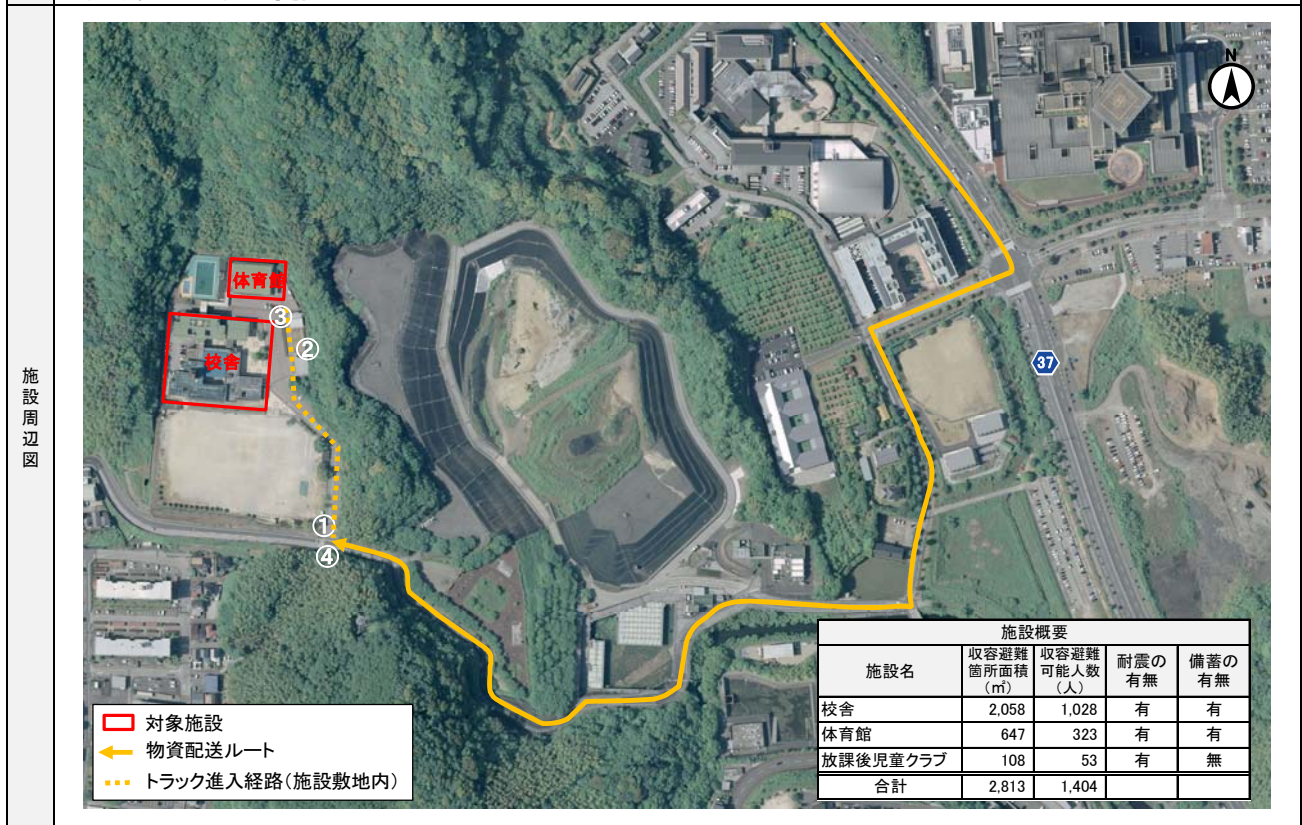 施設周辺図
N
37
体育館
③
②
校舎
①
④
対象施設
物資配送ルート
トラック進入経路(施設敷地内)
施設概要
施設名 収容避難箇所面積(㎡) 収容避難可能人数(人) 耐震の有無 備蓄の有無
校舎 2,058 1,028 有 有
体育館 647 323 有 有
放課後児童クラブ 108 53 有 無
合計 2,813 1,404